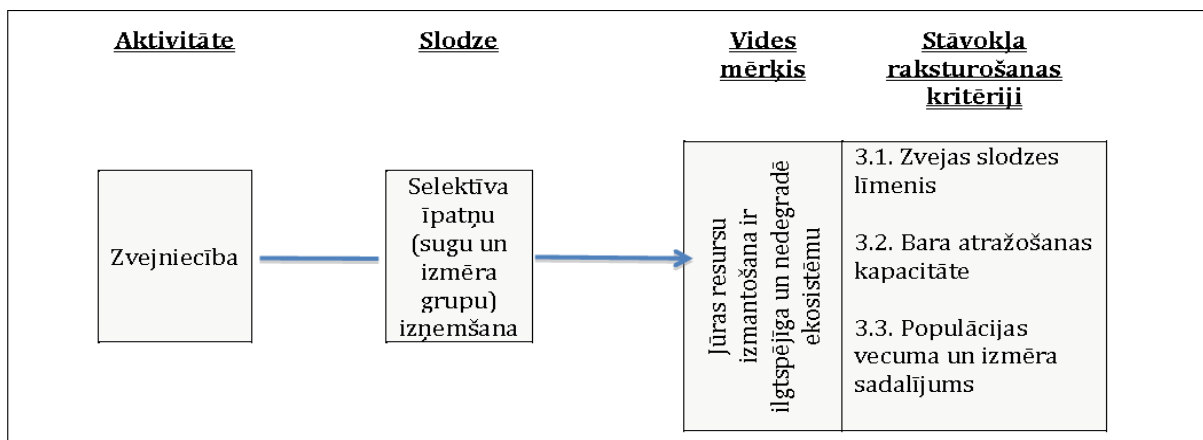 Aktivitāte
Slodze
Vides
mērķis
Stāvokļa
raksturošanas
kritēriji
Zvejniecība
Selektīva
īpatņu
(sugu un
izmēra
grupu)
izņemšana
Jūras resursu
izmantošana ir
ilgtspējīga un nedegradē
ekosistēmu
3.1. Zvejas slodzes
līmenis
3.2. Bara atražošanas
kapacitāte
3.3. Populācijas
vecuma un izmēra
sadalījums